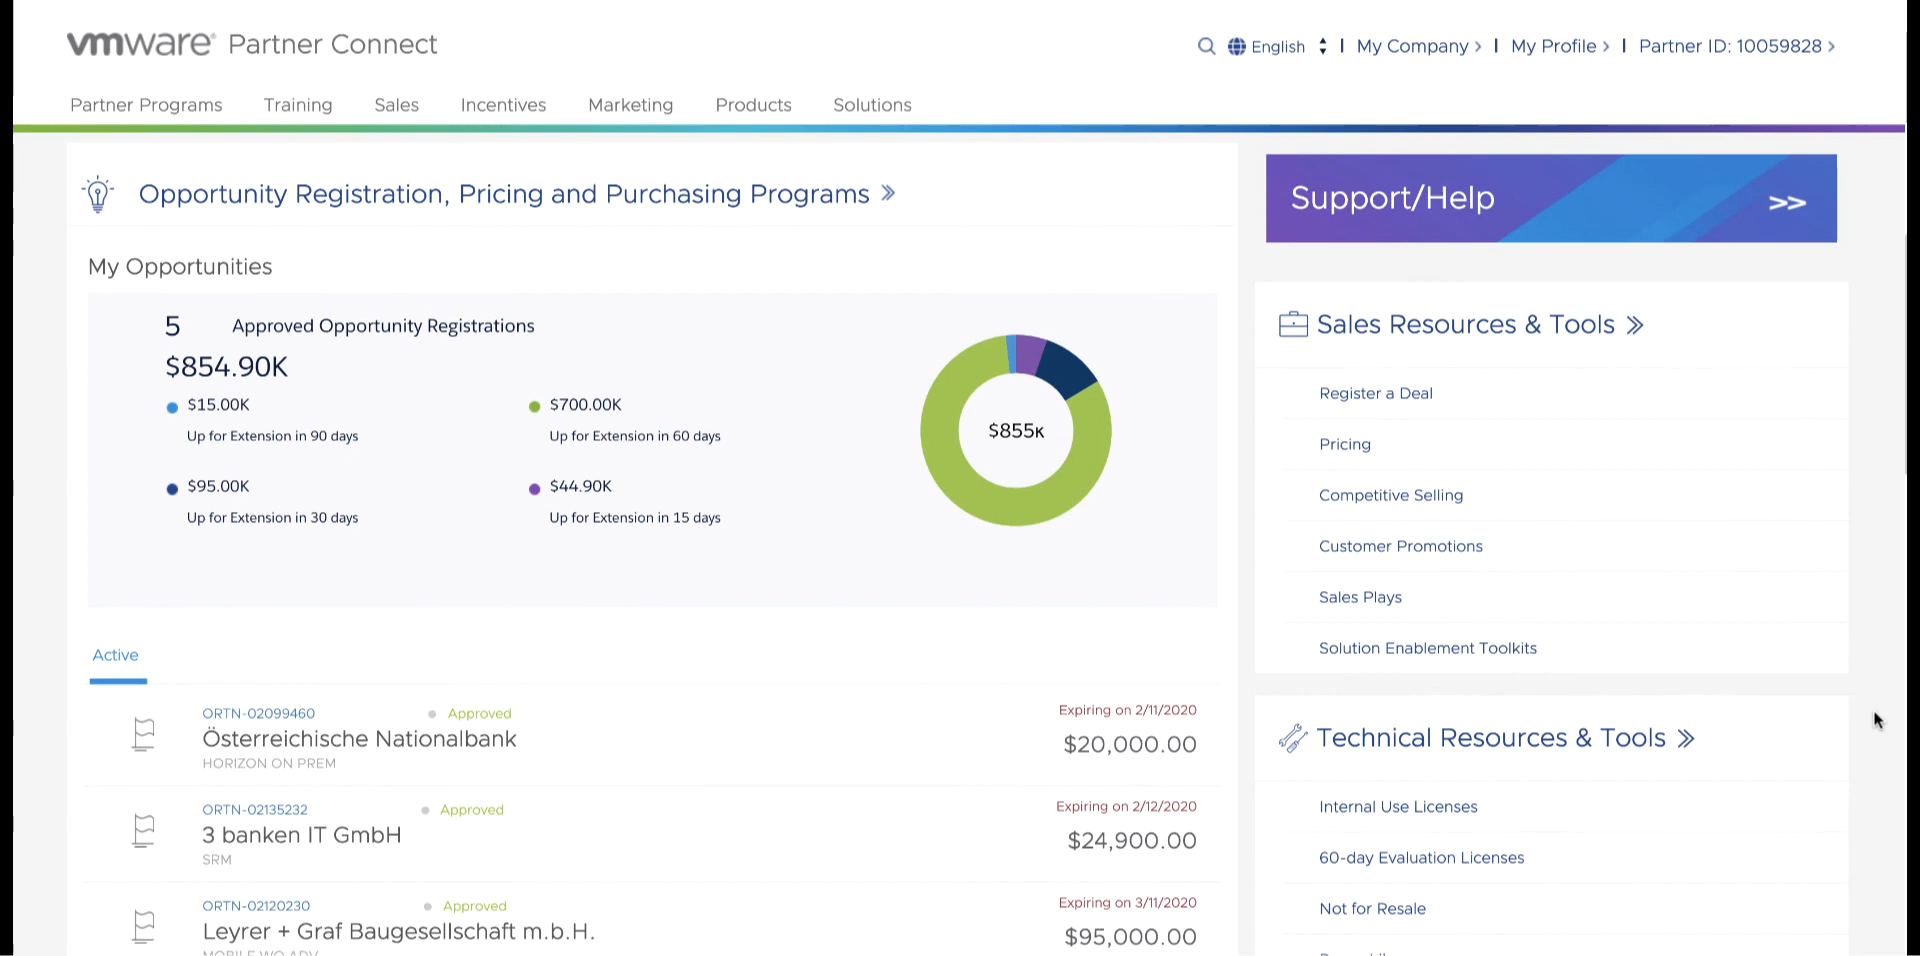 vmware® Partner Connect
English | My Company > | My Profile > | Partner ID: 10059828 >
Partner Programs Training Sales Incentives Marketing Products Solutions
Opportunity Registration, Pricing and Purchasing Programs »
My Opportunities
5 Approved Opportunity Registrations
$854.90K
$15.00K
Up for Extension in 90 days
$700.00K
Up for Extension in 60 days
$95.00K
Up for Extension in 30 days
$44.90K
Up for Extension in 15 days
$855K
Active
ORTN-02099460 Approved Expiring on 2/11/2020
Österreichische Nationalbank $20,000.00
HORIZON ON PREM
ORTN-02135232 Approved Expiring on 2/12/2020
3 banken IT GmbH $24,900.00
SRM
ORTN-02120230 Approved Expiring on 3/11/2020
Leyrer + Graf Baugesellschaft m.b.H. $95,000.00
MOBILE WO ADV
Support/Help >>
Sales Resources & Tools »
Register a Deal
Pricing
Competitive Selling
Customer Promotions
Sales Plays
Solution Enablement Toolkits
Technical Resources & Tools »
Internal Use Licenses
60-day Evaluation Licenses
Not for Resale